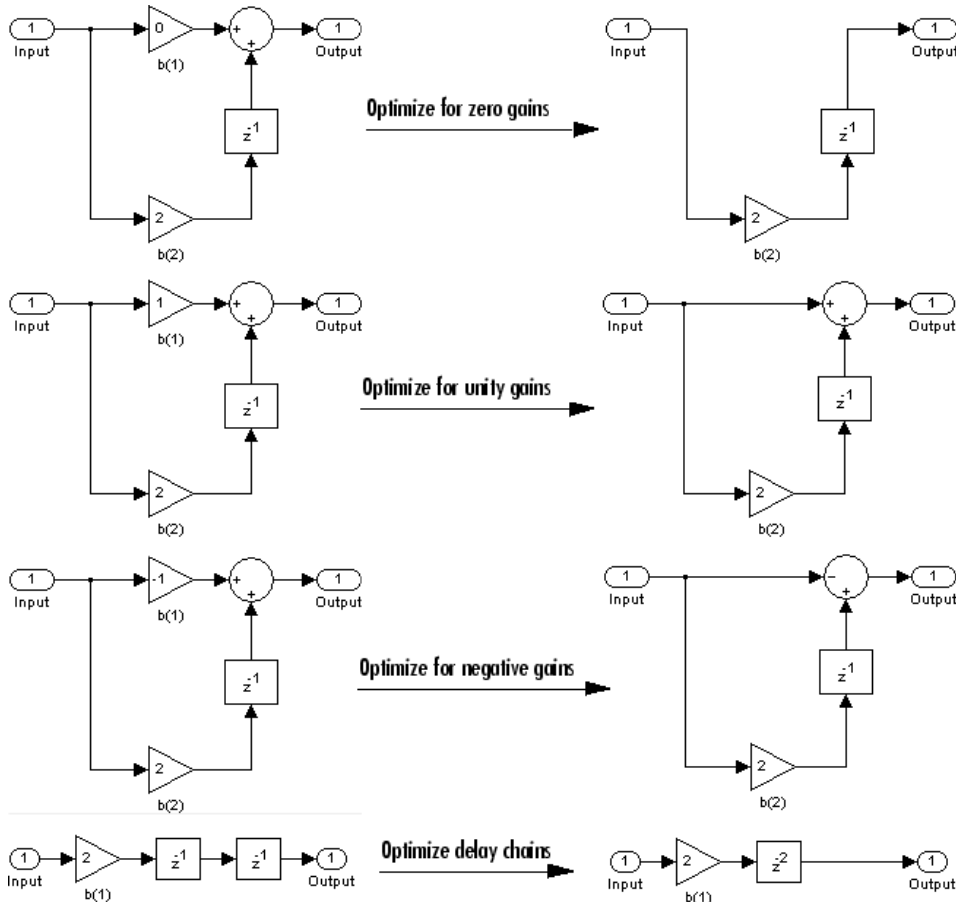 1
0
+
1
1
1
Input
b(1)
+
Output
Input
Output
Optimize for zero gains
z-1
z-1
2
2
b(2)
b(2)
1
1
+
1
1
+
1
Input
b(1)
+
Output
Input
+
Output
Optimize for unity gains
z-1
z-1
2
2
b(2)
b(2)
1
-1
+
1
1
−
1
Input
b(1)
+
Output
Input
+
Output
Optimize for negative gains
z-1
z-1
2
2
b(2)
b(2)
Optimize delay chains
1
2
z-1
z-1
1
1
2
z-2
1
Input
b(1)
Output
Input
b(1)
Output